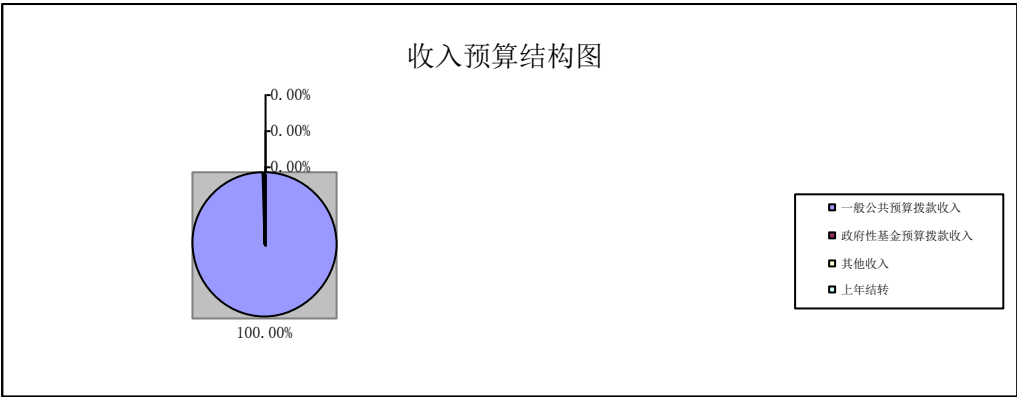 收入预算结构图
0.00%
0.00%
0.00%
100.00%
一般公共预算拨款收入
政府性基金预算拨款收入
其他收入
上年结转